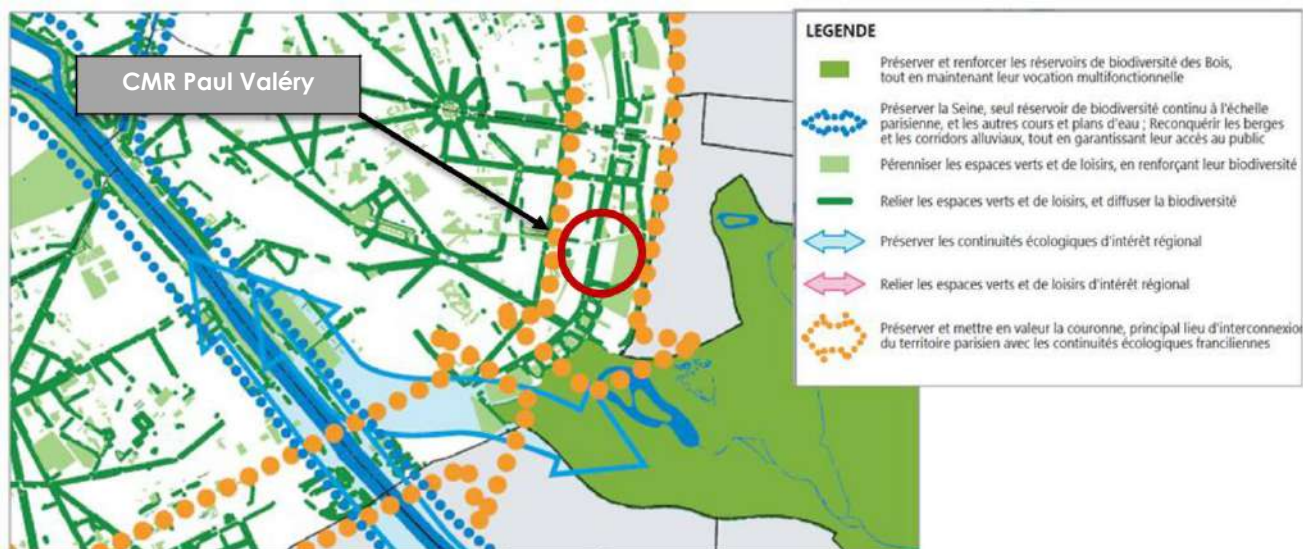 CMR Paul Valéry
LEGENDE
Préserver et renforcer les réservoirs de biodiversité des Bois,
tout en maintenant leur vocation multifonctionnelle
Préserver la Seine, seul réservoir de biodiversité continu à l'échelle
parisienne, et les autres cours et plans d'eau ; Reconquérir les berges
et les corridors alluviaux, tout en garantissant leur accès au public
Pérenniser les espaces verts et de loisirs, en renforçant leur biodiversité
Relier les espaces verts et de loisirs, et diffuser la biodiversité
Préserver les continuités écologiques d'intérêt régional
Relier les espaces verts et de loisirs d'intérêt régional
Préserver et mettre en valeur la couronne, principal lieu d'interconnexion
du territoire parisien avec les continuités écologiques franciliennes